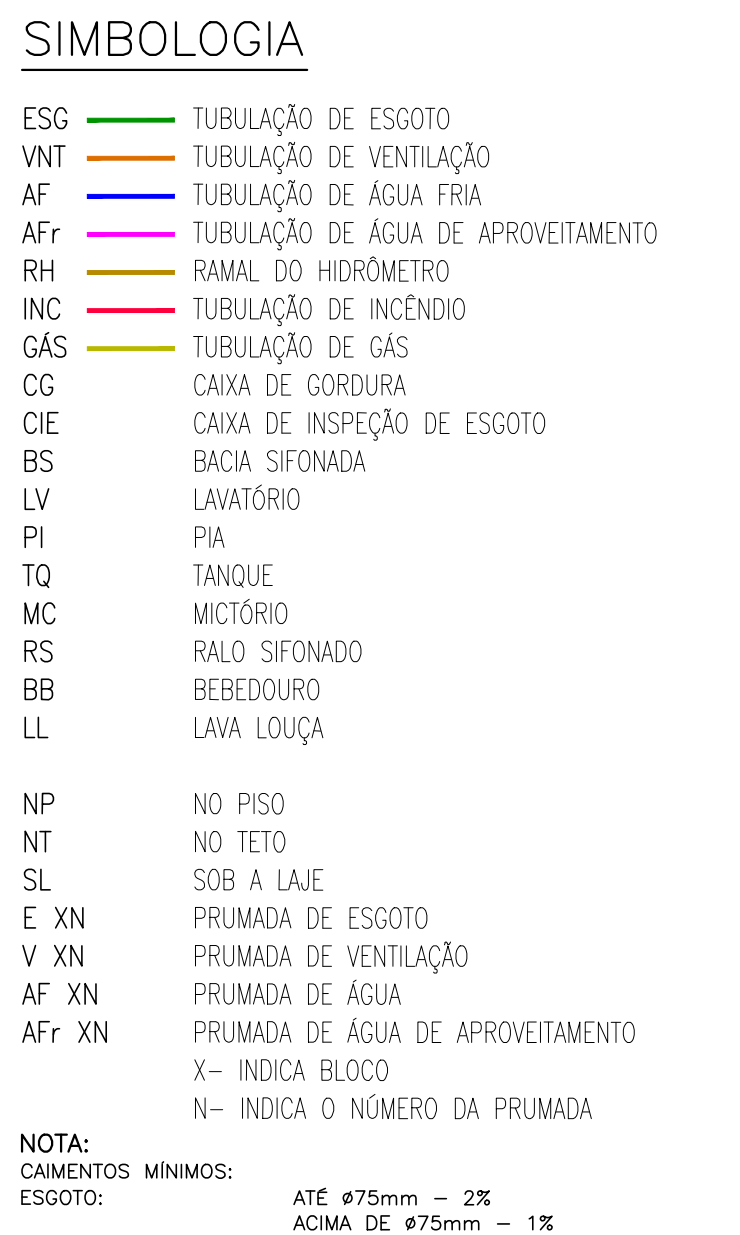 SIMBOLOGIA
ESG TUBULAÇÃO DE ESGOTO
VNT TUBULAÇÃO DE VENTILAÇÃO
AF TUBULAÇÃO DE ÁGUA FRIA
AFr TUBULAÇÃO DE ÁGUA DE APROVEITAMENTO
RH RAMAL DO HIDRÔMETRO
INC TUBULAÇÃO DE INCÊNDIO
GÁS TUBULAÇÃO DE GÁS
CG CAIXA DE GORDURA
CIE CAIXA DE INSPEÇÃO DE ESGOTO
BS BACIA SIFONADA
LV LAVATÓRIO
PI PIA
TQ TANQUE
MC MICTÓRIO
RS RALO SIFONADO
BB BEBEDOURO
LL LAVA LOUÇA
NP NO PISO
NT NO TETO
SL SOB A LAJE
E XN PRUMADA DE ESGOTO
V XN PRUMADA DE VENTILAÇÃO
AF XN PRUMADA DE ÁGUA
AFr XN PRUMADA DE ÁGUA DE APROVEITAMENTO
X– INDICA BLOCO
N– INDICA O NÚMERO DA PRUMADA
NOTA:
CAIMENTOS MÍNIMOS:
ESGOTO: ATÉ ø75mm – 2%
ACIMA DE ø75mm – 1%